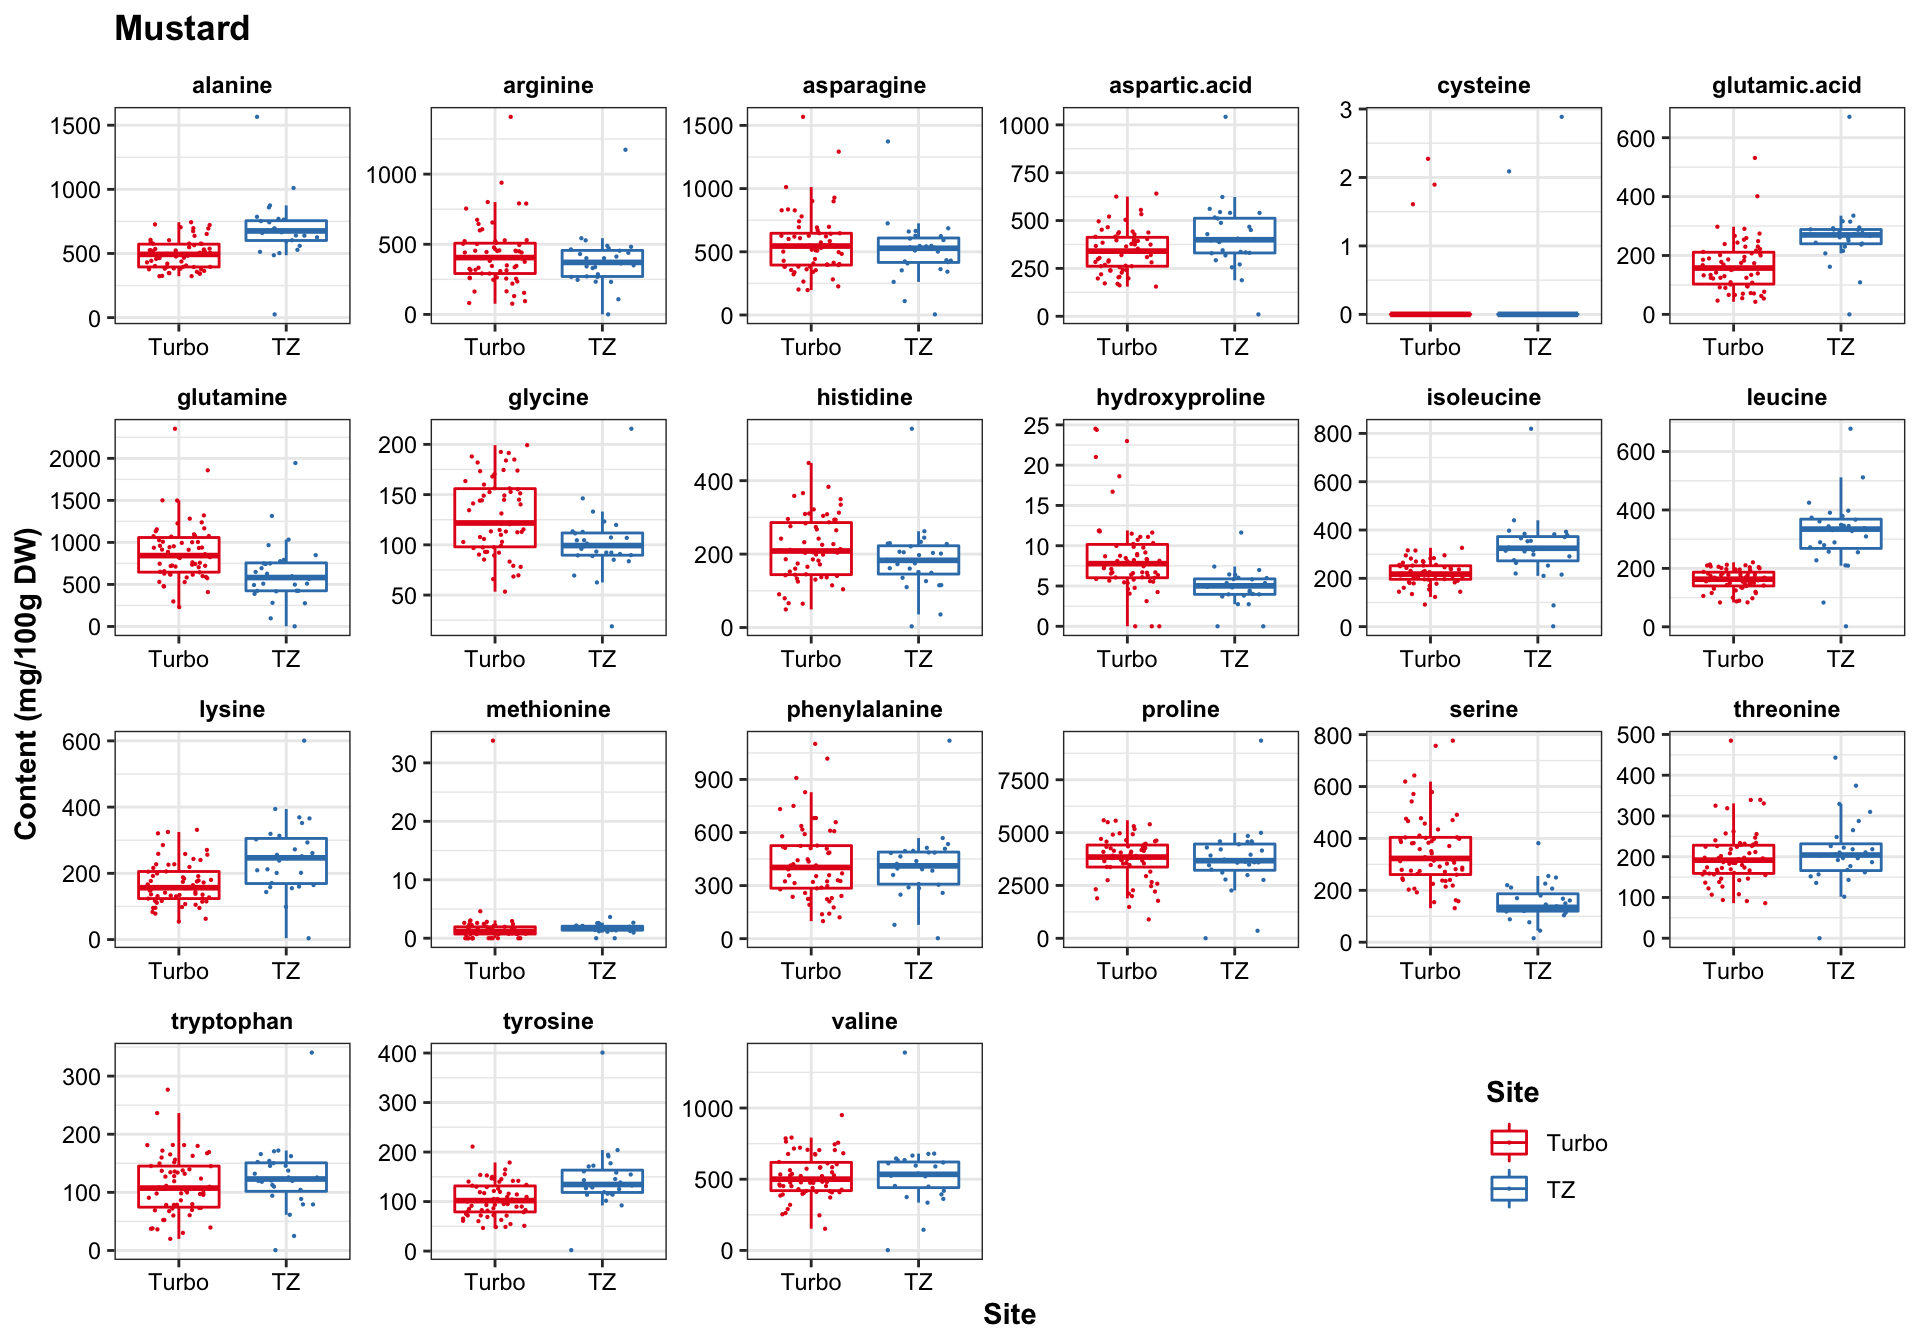 Mustard
alanine arginine asparagine aspartic.acid cysteine glutamic.acid
1500 1000 500 0
1000 500 0
1500 1000 500 0
1000 750 500 250 0
3 2 1 0
600 400 200 0
Turbo TZ Turbo TZ Turbo TZ Turbo TZ Turbo TZ Turbo TZ
glutamine glycine histidine hydroxyproline isoleucine leucine
2000 1500 1000 500 0
200 150 100 50
400 200 0
25 20 15 10 5 0
800 600 400 200 0
600 400 200 0
Turbo TZ Turbo TZ Turbo TZ Turbo TZ Turbo TZ Turbo TZ
Content (mg/100g DW)
lysine methionine phenylalanine proline serine threonine
600 400 200 0
30 20 10 0
900 600 300 0
7500 5000 2500 0
800 600 400 200 0
500 400 300 200 100 0
Turbo TZ Turbo TZ Turbo TZ Turbo TZ Turbo TZ Turbo TZ
tryptophan tyrosine valine
300 200 100 0
400 300 200 100 0
1000 500 0
Turbo TZ Turbo TZ Turbo TZ
Site
Site
Turbo
TZ